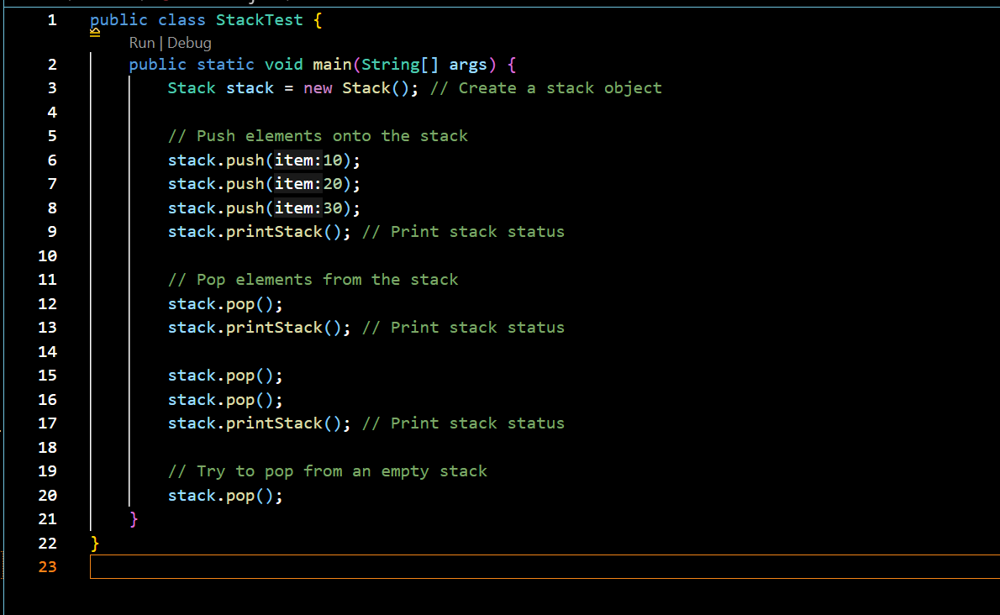 1 public class StackTest {
Run | Debug
2 public static void main(String[] args) {
3 Stack stack = new Stack(); // Create a stack object
4
5 // Push elements onto the stack
6 stack.push(item:10);
7 stack.push(item:20);
8 stack.push(item:30);
9 stack.printStack(); // Print stack status
10
11 // Pop elements from the stack
12 stack.pop();
13 stack.printStack(); // Print stack status
14
15 stack.pop();
16 stack.pop();
17 stack.printStack(); // Print stack status
18
19 // Try to pop from an empty stack
20 stack.pop();
21 }
22 }
23